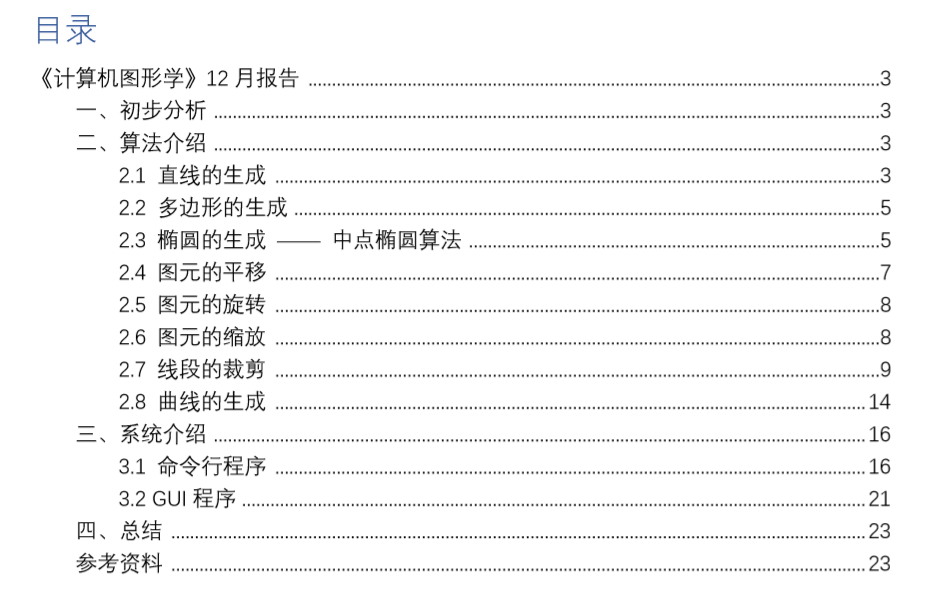 目录
《计算机图形学》12 月报告 ........................ 3
一、初步分析 ........................ 3
二、算法介绍 ........................ 3
2.1 直线的生成 ........................ 3
2.2 多边形的生成 ........................ 5
2.3 椭圆的生成 —— 中点椭圆算法 ........................ 5
2.4 图元的平移 ........................ 7
2.5 图元的旋转 ........................ 8
2.6 图元的缩放 ........................ 8
2.7 线段的裁剪 ........................ 9
2.8 曲线的生成 ........................ 14
三、系统介绍 ........................ 16
3.1 命令行程序 ........................ 16
3.2 GUI 程序 ........................ 21
四、总结 ........................ 23
参考资料 ........................ 23